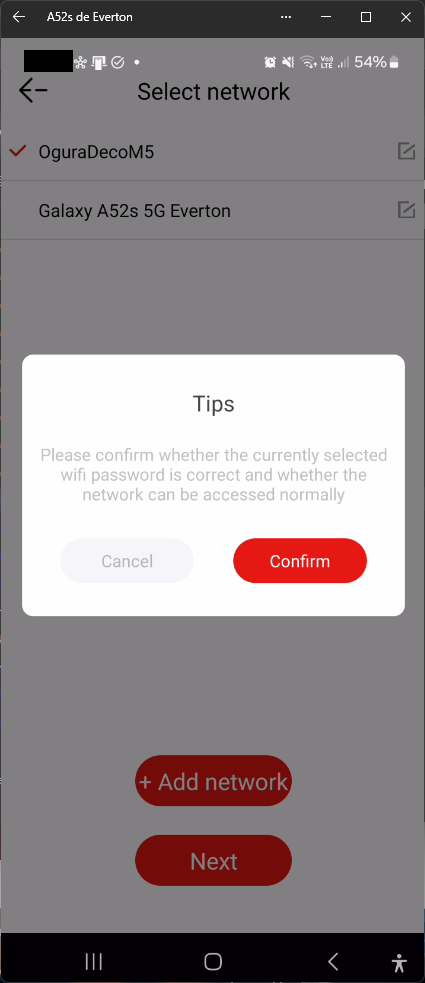 A52s de Everton
Vo))
LTE
54%
Select network
OguraDecoM5
Galaxy A52s 5G Everton
Tips
Please confirm whether the currently selected
wifi password is correct and whether the
network can be accessed normally
Cancel
Confirm
+ Add network
Next